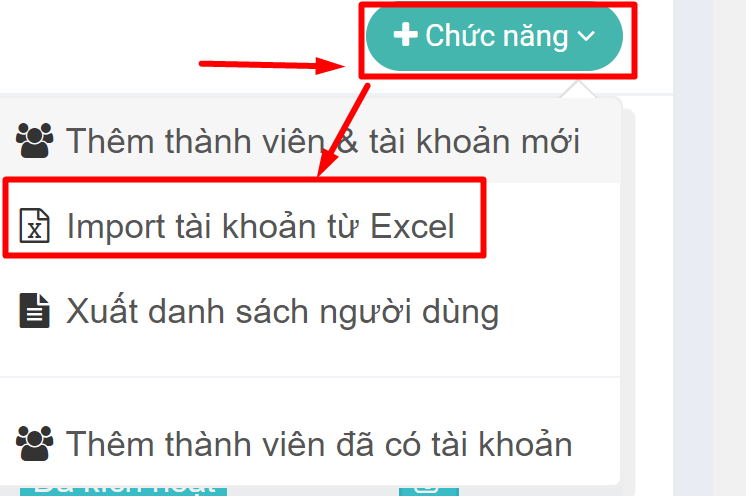 Chức năng
Thêm thành viên & tài khoản mới
Import tài khoản từ Excel
Xuất danh sách người dùng
Thêm thành viên đã có tài khoản